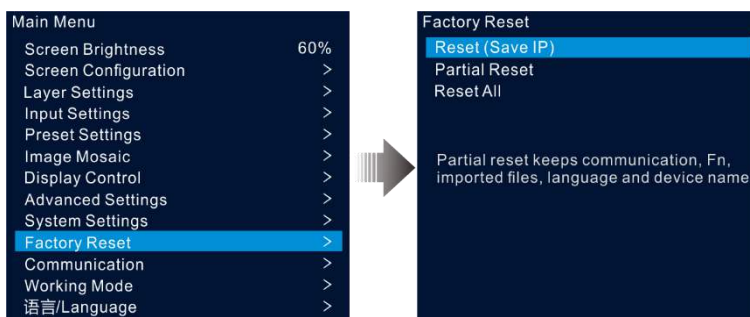 Main Menu
Screen Brightness 60%
Screen Configuration >
Layer Settings >
Input Settings >
Preset Settings >
Image Mosaic >
Display Control >
Advanced Settings >
System Settings >
Factory Reset >
Communication >
Working Mode >
语言/Language >
Factory Reset
Reset (Save IP)
Partial Reset
Reset All
Partial reset keeps communication, Fn,
imported files, language and device name